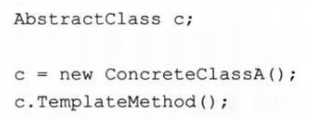 AbstractClass c;
c = new ConcreteClassA();
c.TemplateMethod();